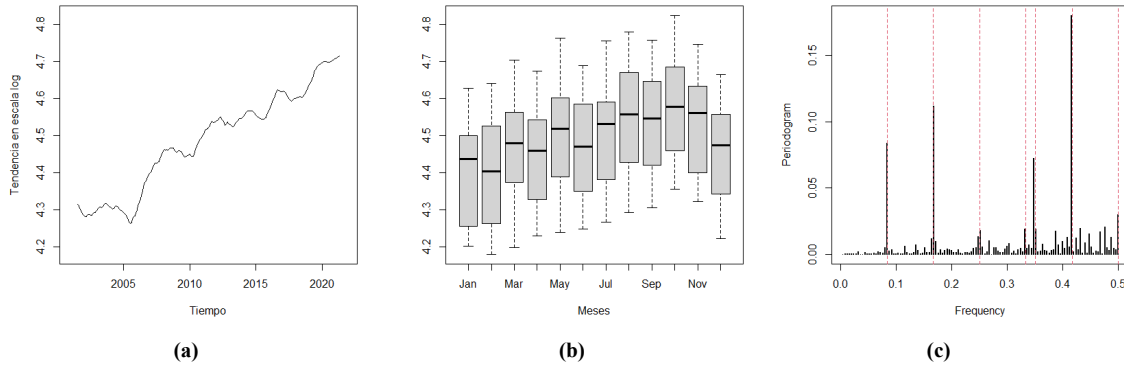 4.8
4.7
4.6
4.5
4.4
4.3
4.2
Tendencia en escala log
2005 2010 2015 2020
Tiempo
(a)
4.8
4.7
4.6
4.5
4.4
4.3
4.2
Jan Mar May Jul Sep Nov
Meses
(b)
0.15
0.10
0.05
0.00
Periodogram
0.0 0.1 0.2 0.3 0.4 0.5
Frequency
(c)